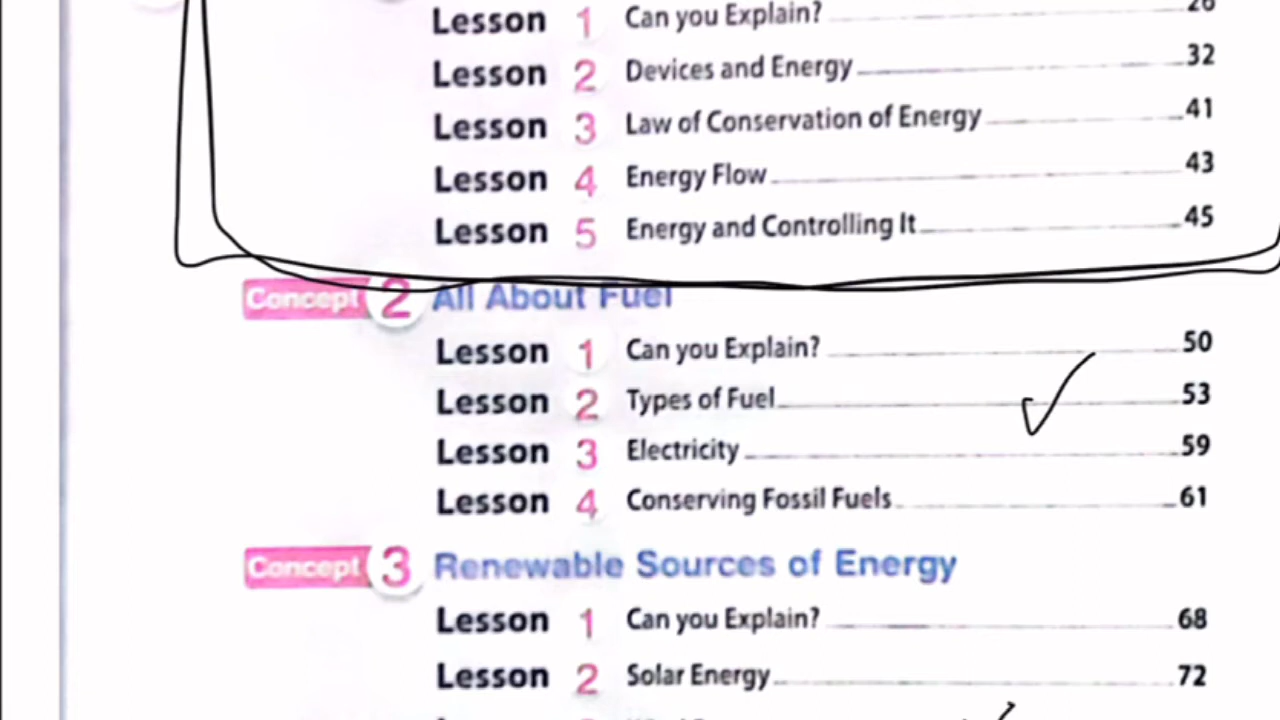 Lesson 1 Can you Explain? 26
Lesson 2 Devices and Energy 32
Lesson 3 Law of Conservation of Energy 41
Lesson 4 Energy Flow 43
Lesson 5 Energy and Controlling It 45
Concept 2 All About Fuel
Lesson 1 Can you Explain? 50
Lesson 2 Types of Fuel 53
Lesson 3 Electricity 59
Lesson 4 Conserving Fossil Fuels 61
Concept 3 Renewable Sources of Energy
Lesson 1 Can you Explain? 68
Lesson 2 Solar Energy 72